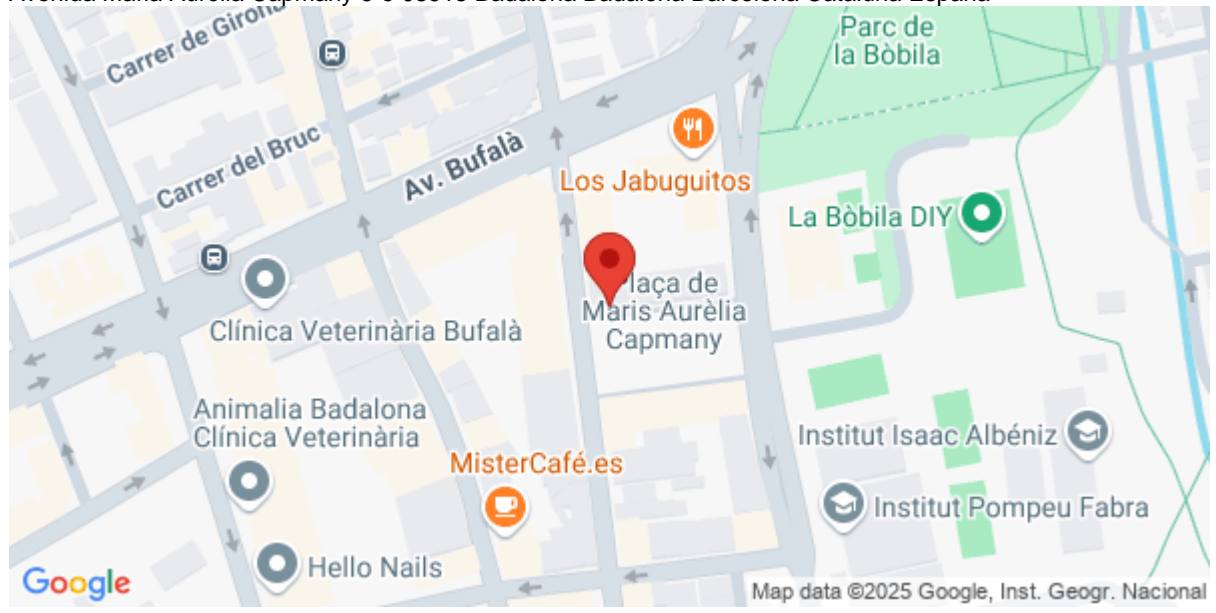 Carrer de Girona
Parc de
la Bòbila
Carrer del Bruc
Av. Bufalà
Los Jabuguitos
La Bòbila DIY
Plaça de
Maris Aurèlia
Capmany
Clínica Veterinària Bufalà
Animalia Badalona
Clínica Veterinària
Institut Isaac Albéniz
MisterCafé.es
Institut Pompeu Fabra
Hello Nails
Google
Map data ©2025 Google, Inst. Geogr. Nacional